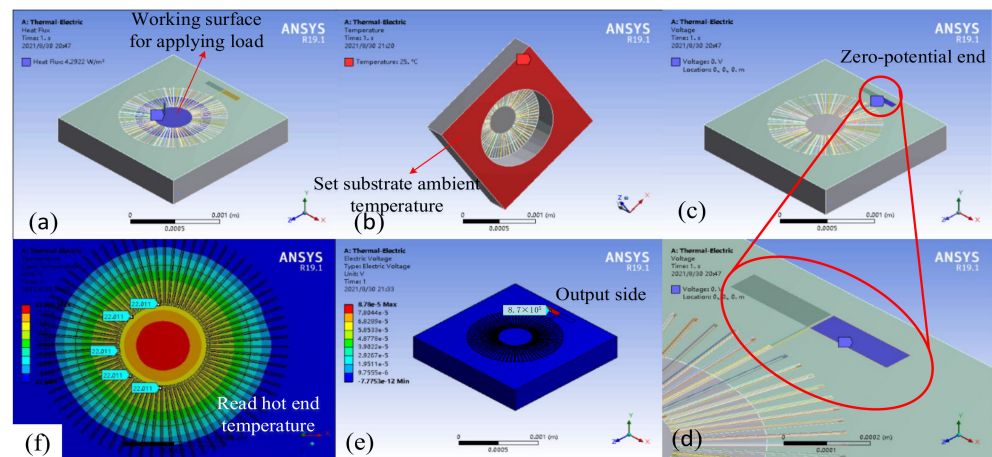 A: Thermal-Electric
Heat Flux
Time: 1. s
2021/8/30 20:47
Heat Flux: 4.2922 W/m²
Working surface
for applying load
ANSYS
R19.1
0.001 (m)
0.0005
(a)
A: Thermal-Electric
Temperature
Time: 1. s
2021/8/30 21:20
Temperature: 25. °C
ANSYS
R19.1
Set substrate ambient
temperature
0.001 (m)
0.0005
(b)
A: Thermal-Electric
Voltage
Time: 1. s
2021/8/30 20:47
Voltage: 0. V
Location: 0., 0., 0. m
ANSYS
R19.1
Zero-potential end
0.001 (m)
0.0005
(c)
ANSYS
R19.1
22.011
22.011
22.011
22.011
22.011
Read hot end
temperature
(f)
A: Thermal-Electric
Electric Voltage
Type: Electric Voltage
Unit: V
Time: 1
2021/8/30 21:33
8.78e-5 Max
7.8044e-5
6.8289e-5
5.8533e-5
4.8778e-5
3.9022e-5
2.9267e-5
1.9511e-5
9.7555e-6
-7.7753e-12 Min
ANSYS
R19.1
8.7×10⁵
Output side
0.001 (m)
0.0005
(e)
A: Thermal-Electric
Voltage
Time: 1. s
2021/8/30 20:47
Voltage: 0. V
Location: 0., 0., 0. m
ANSYS
R19.1
0.0002 (m)
0.0001
(d)